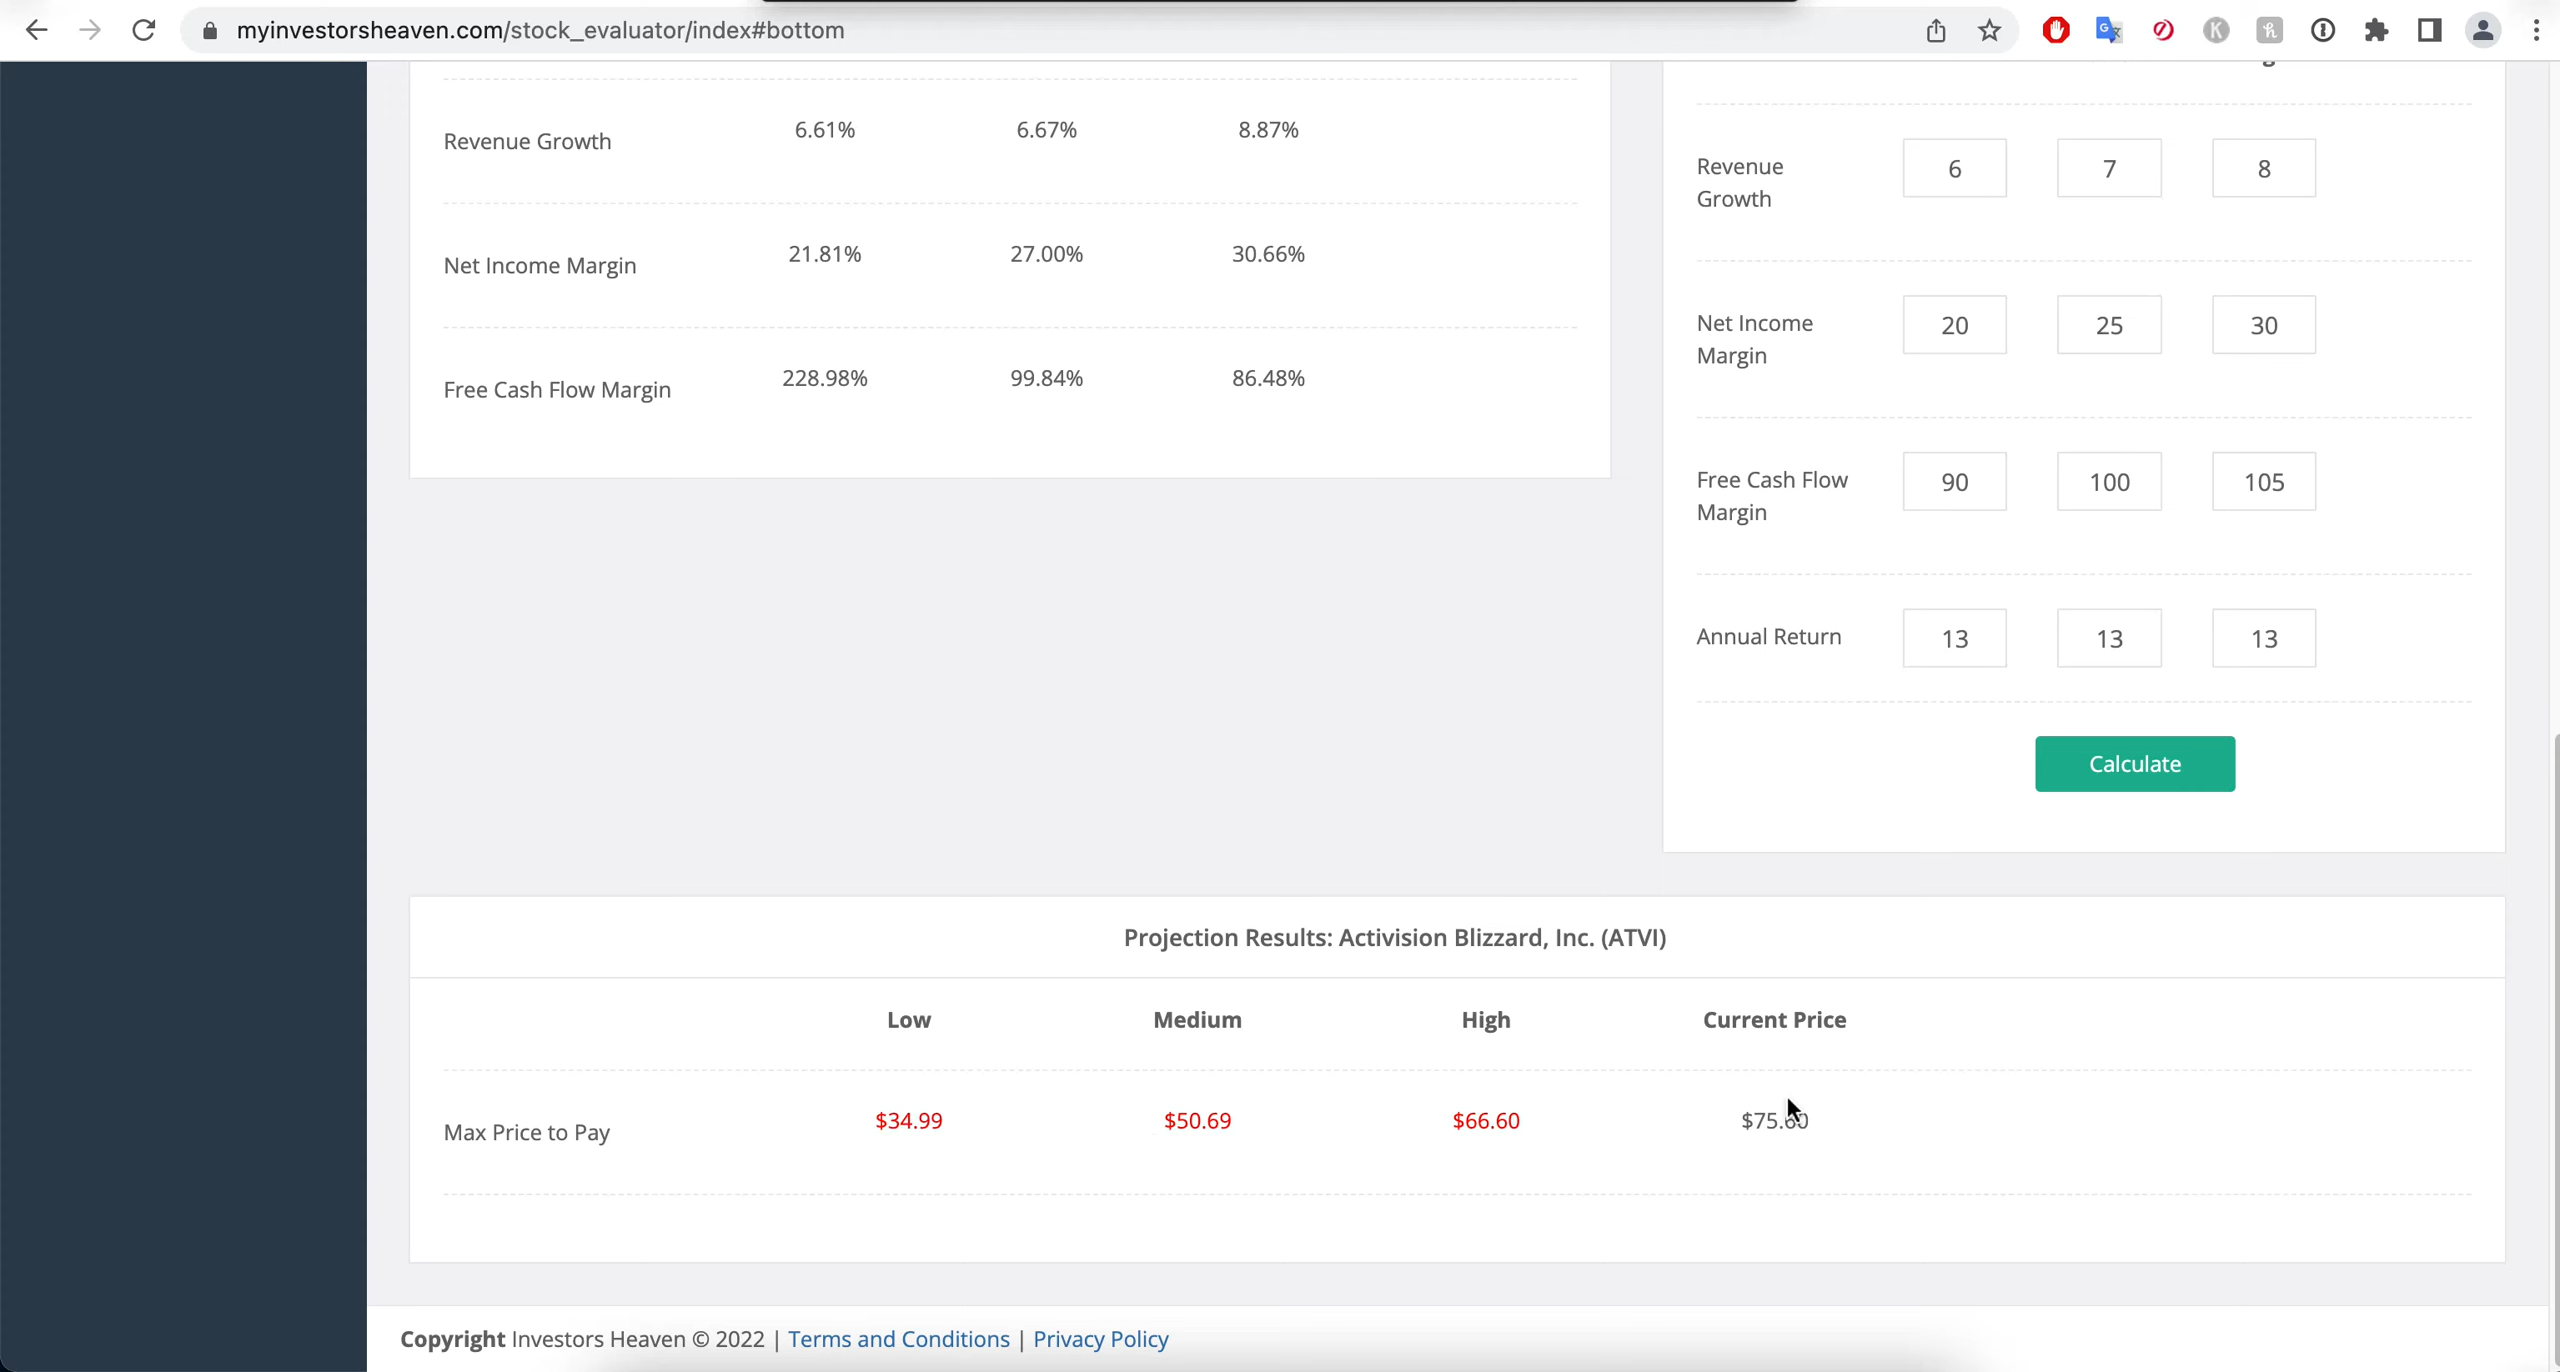 myinvestorsheaven.com/stock_evaluator/index#bottom
Revenue Growth 6.61% 6.67% 8.87%
Net Income Margin 21.81% 27.00% 30.66%
Free Cash Flow Margin 228.98% 99.84% 86.48%
Revenue
Growth
6 7 8
Net Income
Margin
20 25 30
Free Cash Flow
Margin
90 100 105
Annual Return 13 13 13
Calculate
Projection Results: Activision Blizzard, Inc. (ATVI)
Low Medium High Current Price
Max Price to Pay $34.99 $50.69 $66.60 $75.60
Copyright Investors Heaven © 2022 | Terms and Conditions | Privacy Policy